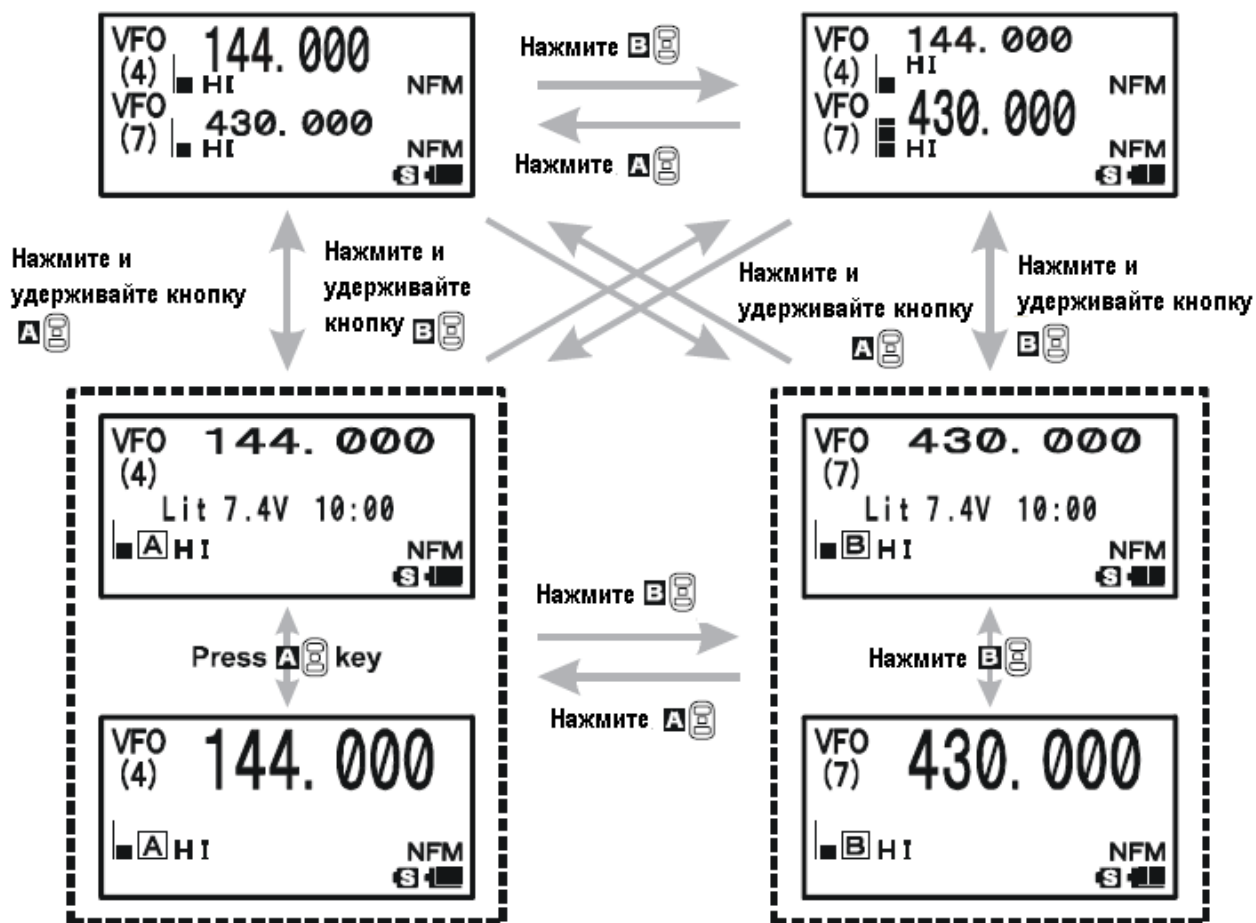 VFO 144.000
(4) HI NFM
VFO 430.000
(7) HI NFM
S
Нажмите B
Нажмите A
VFO 144.000
(4) HI NFM
VFO 430.000
(7) HI NFM
S
Нажмите и
удерживайте кнопку
A
Нажмите и
удерживайте
кнопку B
Нажмите и
удерживайте кнопку
A
Нажмите и
удерживайте кнопку
B
VFO 144.000
(4)
Lit 7.4V 10:00
A HI NFM
S
Press A key
VFO 144.000
(4)
A HI NFM
S
Нажмите B
Нажмите A
VFO 430.000
(7)
Lit 7.4V 10:00
B HI NFM
S
Нажмите B
VFO 430.000
(7)
B HI NFM
S